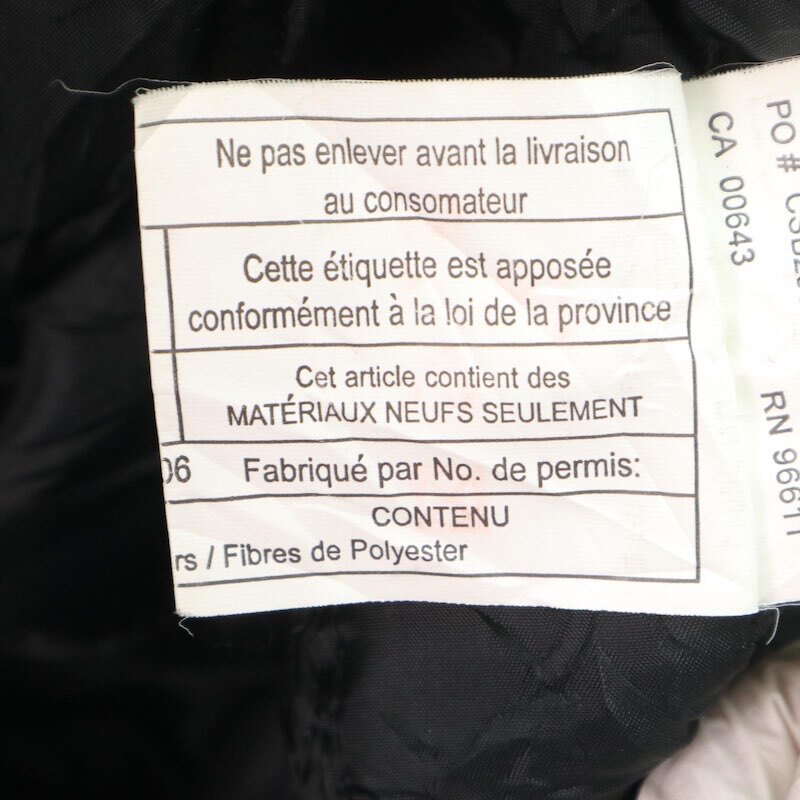 Ne pas enlever avant la livraison
au consomateur
Cette étiquette est apposée
conformément à la loi de la province
Cet article contient des
MATÉRIAUX NEUFS SEULEMENT
06 Fabriqué par No. de permis:
CONTENU
rs / Fibres de Polyester
CA 00643
PO #
RN 96611